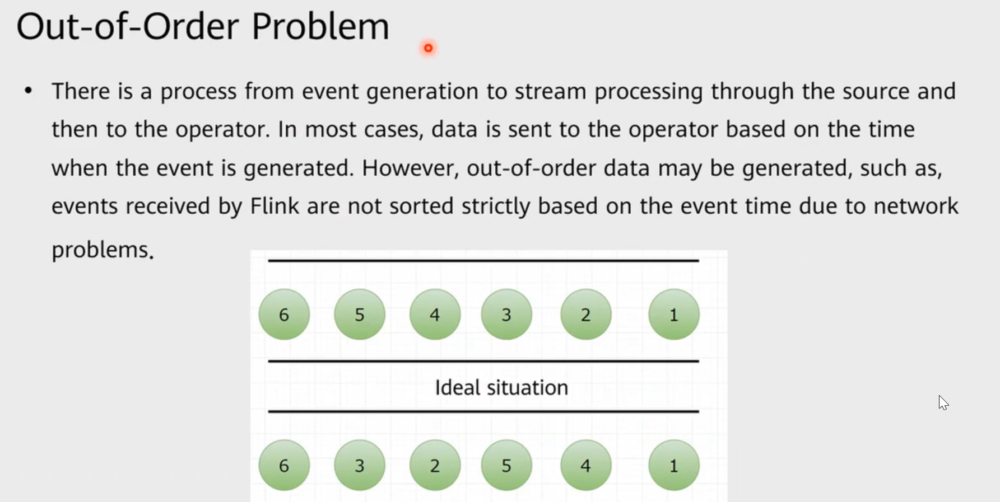 Out-of-Order Problem
• There is a process from event generation to stream processing through the source and
then to the operator. In most cases, data is sent to the operator based on the time
when the event is generated. However, out-of-order data may be generated, such as,
events received by Flink are not sorted strictly based on the event time due to network
problems.
6 5 4 3 2 1
Ideal situation
6 3 2 5 4 1